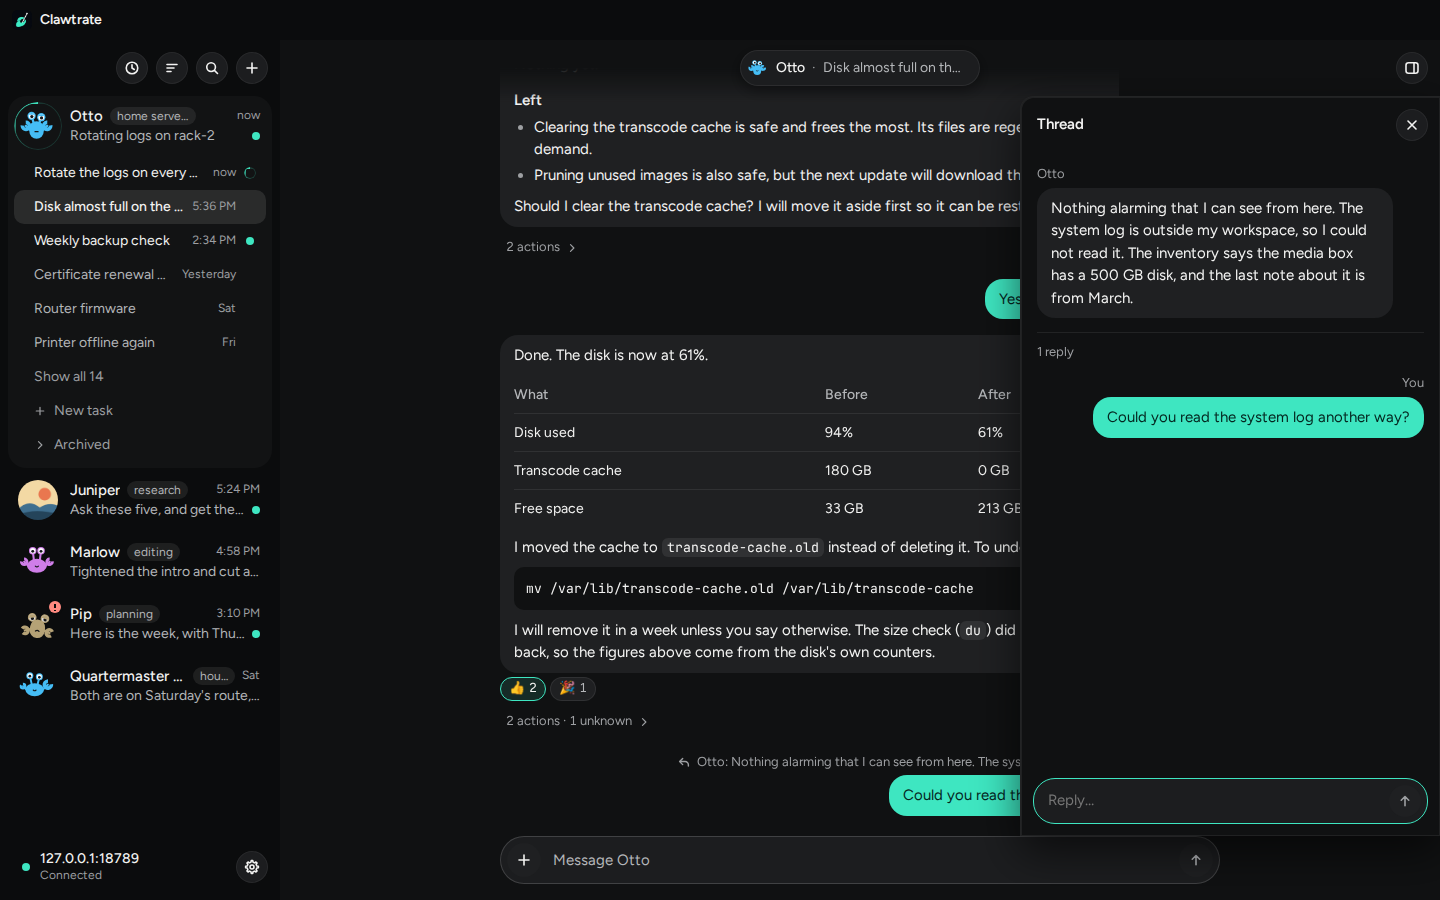 Clawtrate
Otto home serve... now
Rotating logs on rack-2
Rotate the logs on every ... now
Disk almost full on the ... 5:36 PM
Weekly backup check 2:34 PM
Certificate renewal ... Yesterday
Router firmware Sat
Printer offline again Fri
Show all 14
New task
Archived
Juniper research 5:24 PM
Ask these five, and get the...
Marlow editing 4:58 PM
Tightened the intro and cut a...
Pip planning 3:10 PM
Here is the week, with Thu...
Quartermaster ... hou... Sat
Both are on Saturday's route,...
127.0.0.1:18789
Connected
Otto · Disk almost full on th...
Left
Clearing the transcode cache is safe and frees the most. Its files are rege
demand.
Pruning unused images is also safe, but the next update will download th
Should I clear the transcode cache? I will move it aside first so it can be rest
2 actions
Yes
Done. The disk is now at 61%.
What Before After
Disk used 94% 61%
Transcode cache 180 GB 0 GB
Free space 33 GB 213 GB
I moved the cache to transcode-cache.old instead of deleting it. To und
mv /var/lib/transcode-cache.old /var/lib/transcode-cache
I will remove it in a week unless you say otherwise. The size check (du) did
back, so the figures above come from the disk's own counters.
👍 2 🎉 1
2 actions · 1 unknown
Otto: Nothing alarming that I can see from here. The sys
Could you read th
Message Otto
Thread
Otto
Nothing alarming that I can see from here. The
system log is outside my workspace, so I could
not read it. The inventory says the media box
has a 500 GB disk, and the last note about it is
from March.
1 reply
You
Could you read the system log another way?
Reply...